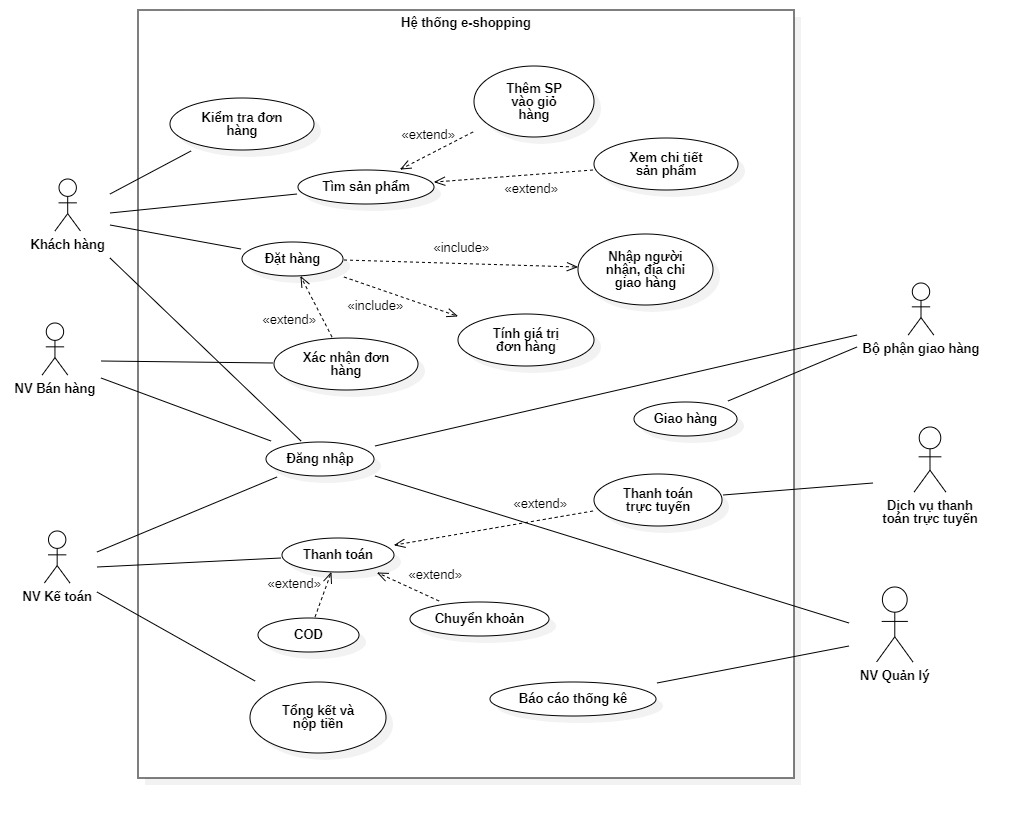 Hệ thống e-shopping
Thêm SP
vào giỏ
hàng
Kiểm tra đơn
hàng
«extend»
Xem chi tiết
sản phẩm
Tìm sản phẩm
«extend»
Khách hàng
Đặt hàng
«include»
Nhập người
nhận, địa chỉ
giao hàng
«include»
«extend»
Tính giá trị
đơn hàng
Bộ phận giao hàng
Xác nhận đơn
hàng
NV Bán hàng
Giao hàng
Đăng nhập
Thanh toán
trực tuyến
«extend»
Dịch vụ thanh
toán trực tuyến
Thanh toán
«extend»
«extend»
NV Kế toán
Chuyển khoản
COD
NV Quản lý
Báo cáo thống kê
Tổng kết và
nộp tiền